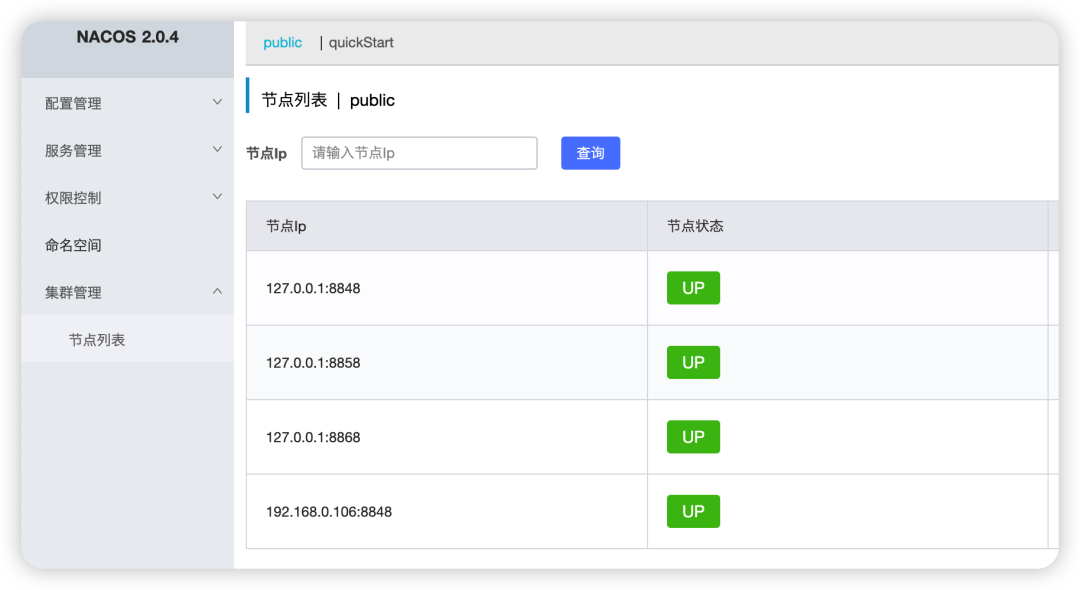 NACOS 2.0.4
配置管理
服务管理
权限控制
命名空间
集群管理
节点列表
public | quickStart
节点列表 | public
节点Ip 请输入节点Ip 查询
节点Ip 节点状态
127.0.0.1:8848 UP
127.0.0.1:8858 UP
127.0.0.1:8868 UP
192.168.0.106:8848 UP